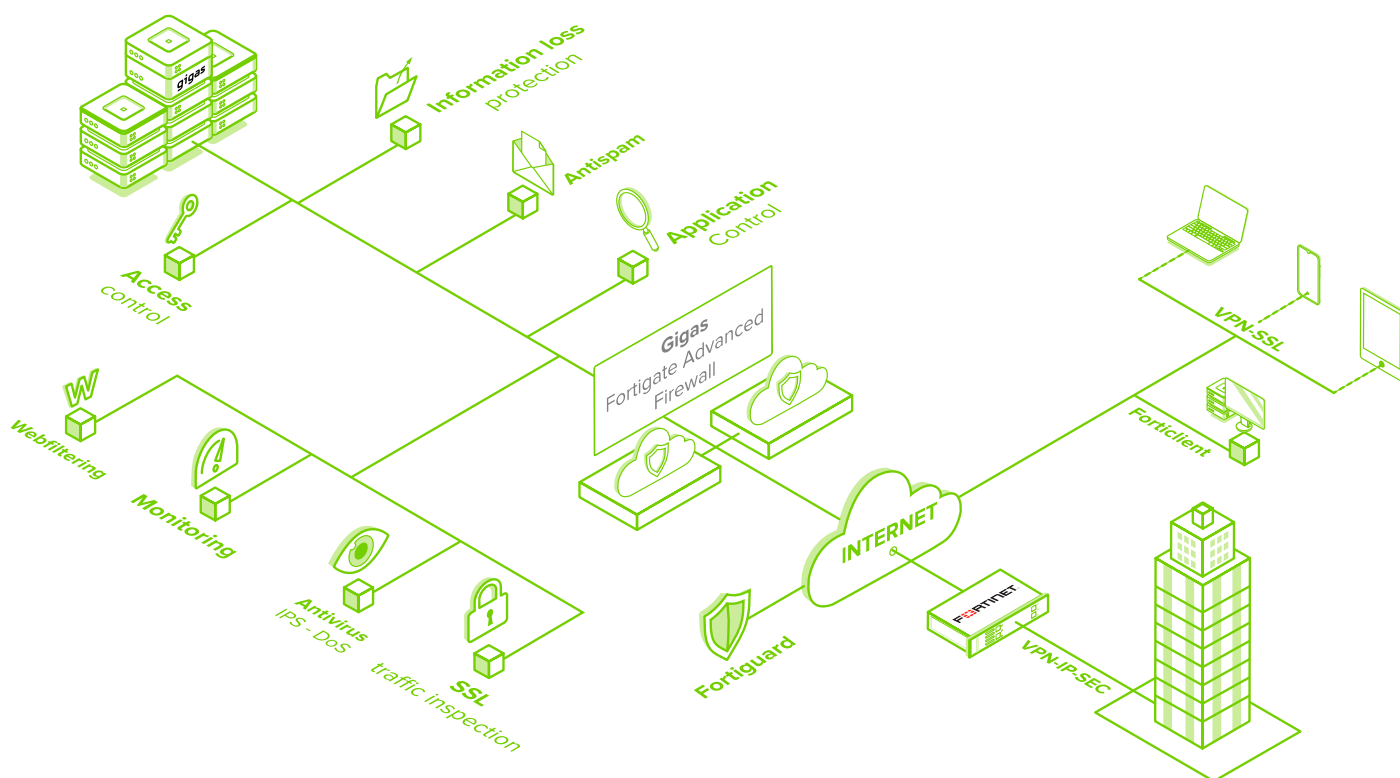 gigas
Information loss
protection
Antispam
Application
Control
Access
control
Gigas
Fortigate Advanced
Firewall
VPN-SSL
Forticlient
W
Webfiltering
Monitoring
INTERNET
FORTINET
Antivirus
IPS - DoS
SSL
traffic inspection
Fortiguard
VPN-IP-SEC